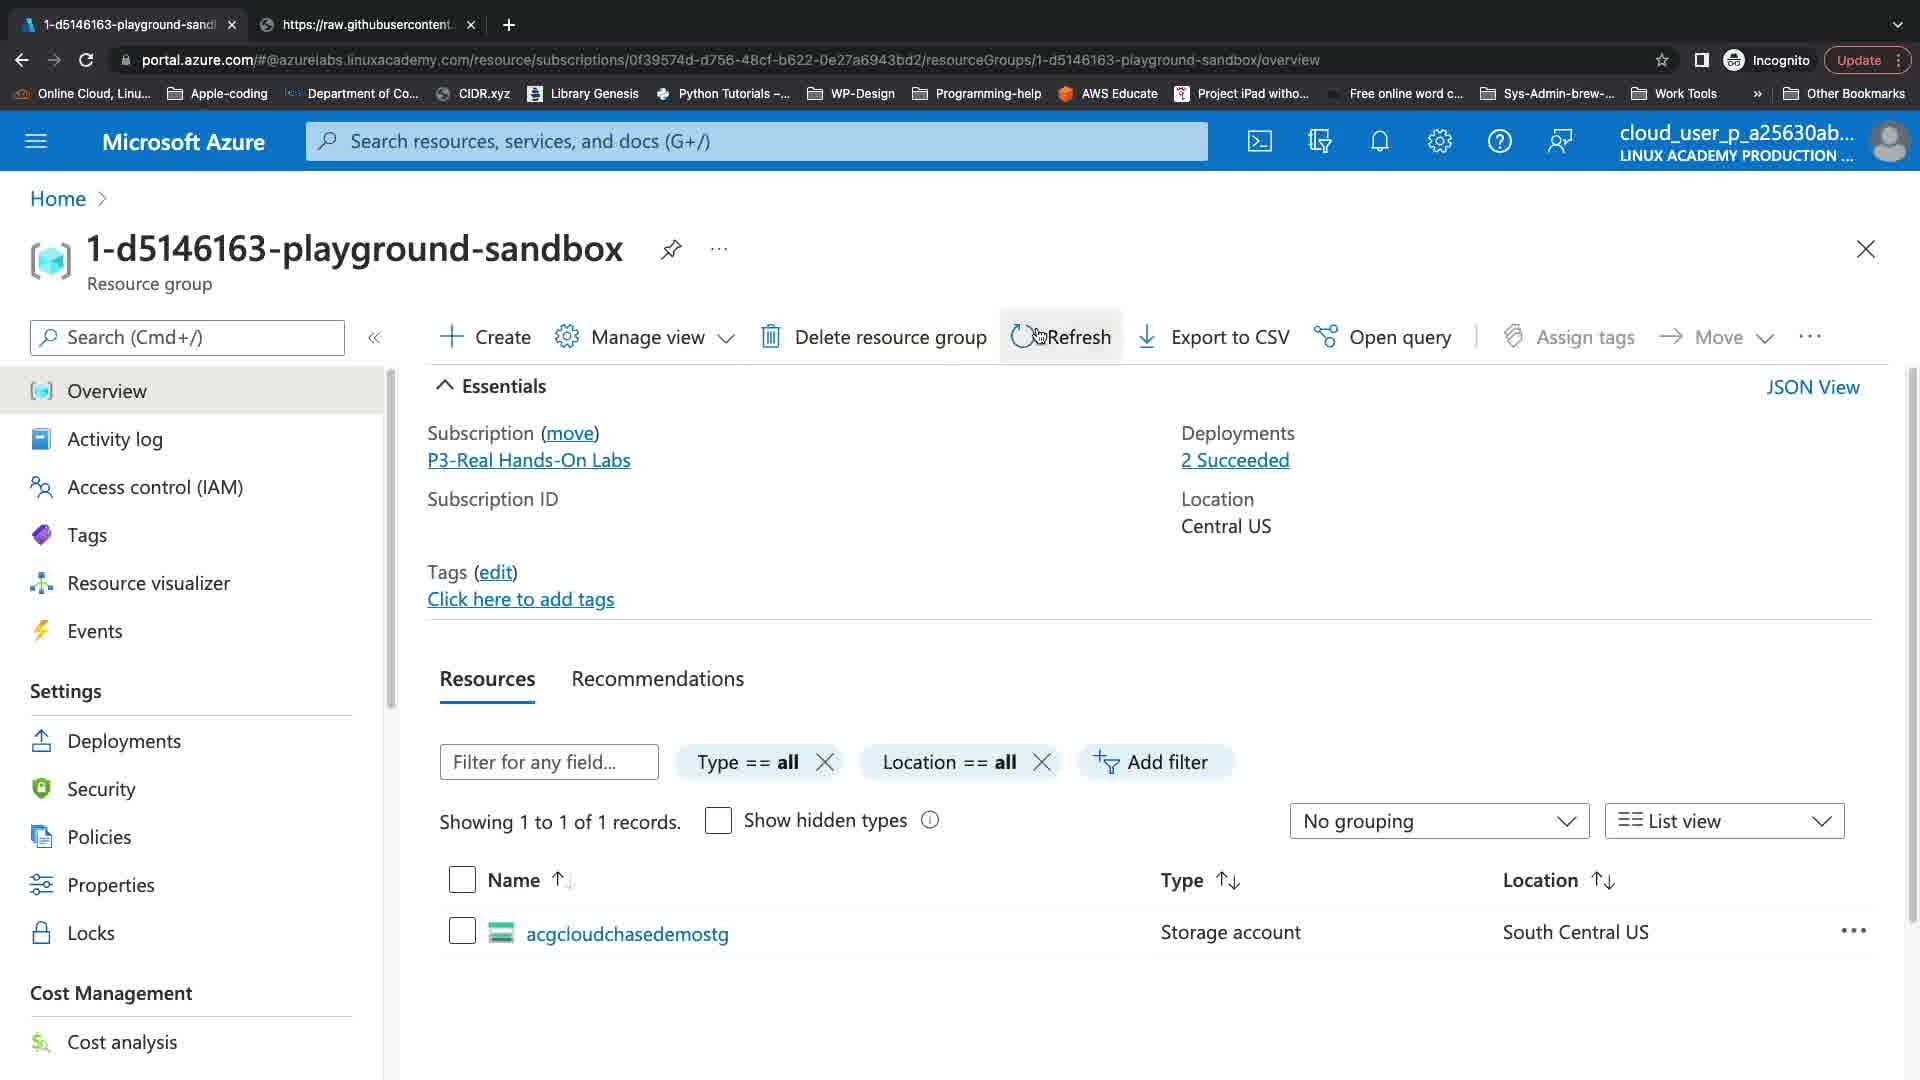 1-d5146163-playground-sand
https://raw.githubusercontent.
portal.azure.com/#@azurelabs.linuxacademy.com/resource/subscriptions/0f39574d-d756-48cf-b622-0e27a6943bd2/resourceGroups/1-d5146163-playground-sandbox/overview
Incognito
Update
Online Cloud, Linu...
Apple-coding
Department of Co...
CIDR.xyz
Library Genesis
Python Tutorials –...
WP-Design
Programming-help
AWS Educate
Project iPad witho...
Free online word c...
Sys-Admin-brew-...
Work Tools
»
Other Bookmarks
Microsoft Azure
Search resources, services, and docs (G+/)
cloud_user_p_a25630ab...
LINUX ACADEMY PRODUCTION ...
Home
1-d5146163-playground-sandbox
...
Resource group
Search (Cmd+/)
«
Create
Manage view
Delete resource group
Refresh
Export to CSV
Open query
Assign tags
Move
...
Overview
Activity log
Access control (IAM)
Tags
Resource visualizer
Events
Settings
Deployments
Security
Policies
Properties
Locks
Cost Management
Cost analysis
Essentials
JSON View
Subscription (move)
P3-Real Hands-On Labs
Subscription ID
Deployments
2 Succeeded
Location
Central US
Tags (edit)
Click here to add tags
Resources
Recommendations
Filter for any field...
Type == all
Location == all
Add filter
Showing 1 to 1 of 1 records.
Show hidden types
No grouping
List view
Name
Type
Location
acgcloudchasedemostg
Storage account
South Central US
...